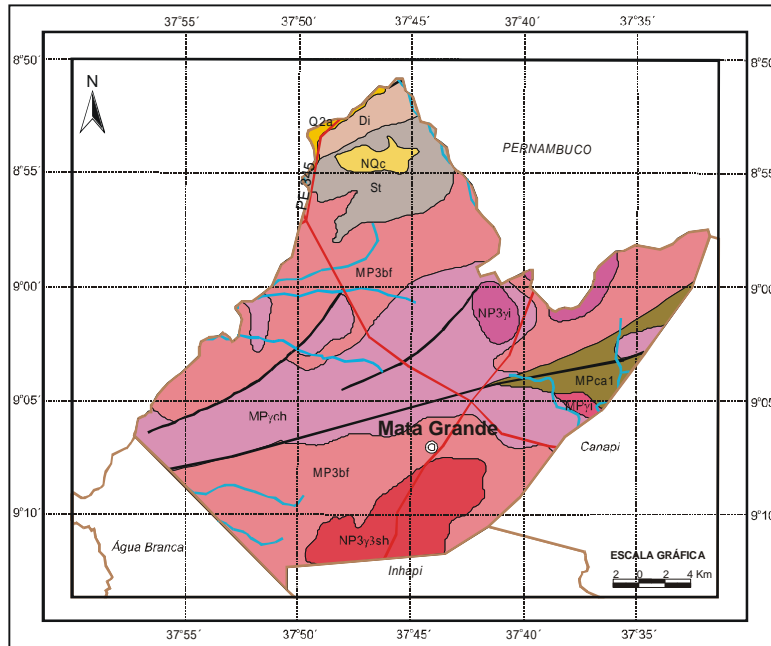 37°55´ 37°50´ 37°45´ 37°40´ 37°35´
8°50´ 8°50´
N
Q2a
Di
PERNAMBUCO
NQc
8°55´ 8°55´
PE 345
St
9°00´ 9°00´
MP3bf
NP3γi
MPca1
9°05´ 9°05´
MPγch
MPγi
Mata Grande
Canapi
MP3bf
9°10´ 9°10´
NP3γ3sh
Água Branca
ESCALA GRÁFICA
Inhapi
2 0 2 4 Km
37°55´ 37°50´ 37°45´ 37°40´ 37°35´